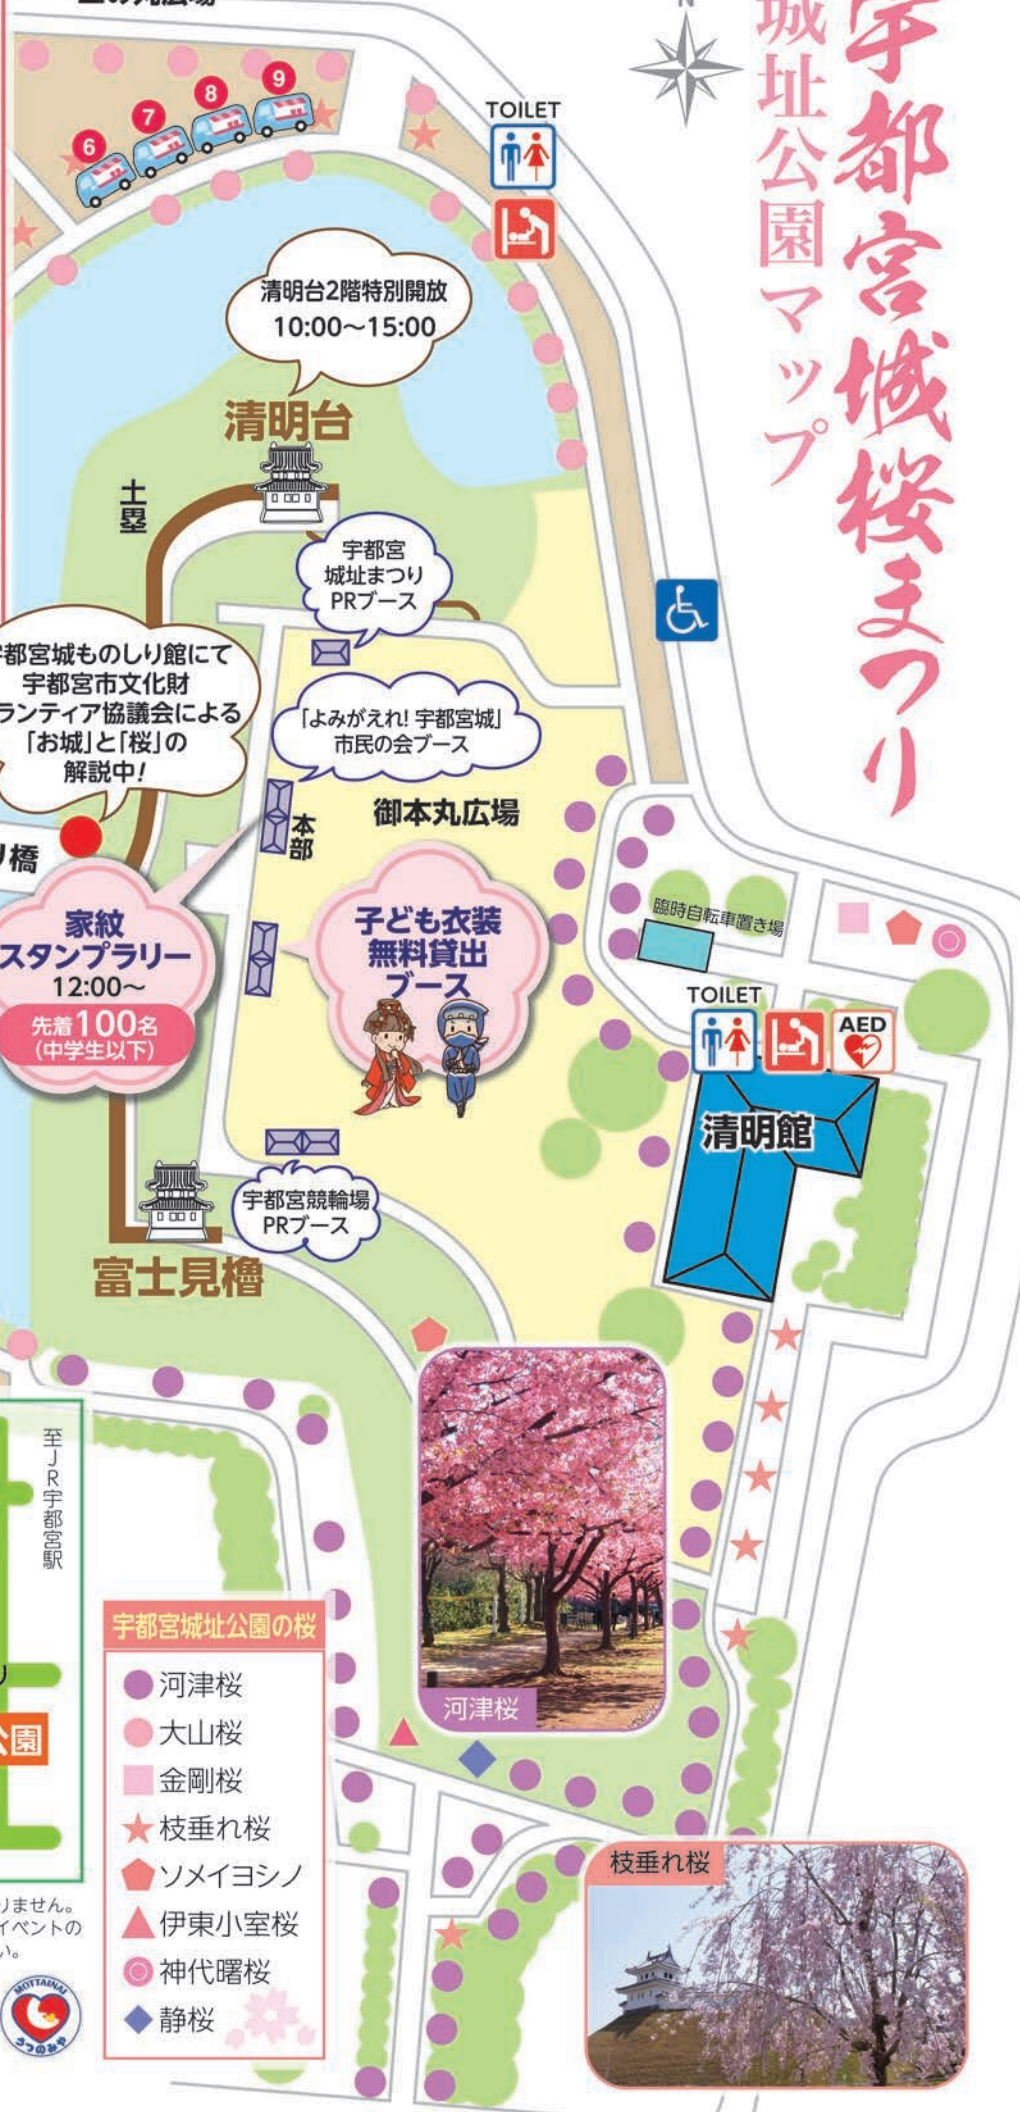 宇都宮城桜まつり
城址公園マップ
N
6
7
8
9
TOILET
清明台2階特別開放
10:00〜15:00
清明台
土塁
宇都宮
城址まつり
PRブース
都宮城ものしり館にて
宇都宮市文化財
ランティア協議会による
「お城」と「桜」の
解説中!
「よみがえれ! 宇都宮城」
市民の会ブース
本部
御本丸広場
橋
家紋
スタンプラリー
12:00〜
先着100名
(中学生以下)
子ども衣装
無料貸出
ブース
臨時自転車置き場
TOILET
AED
清明館
宇都宮競輪場
PRブース
富士見櫓
至JR宇都宮駅
公園
河津桜
宇都宮城址公園の桜
河津桜
大山桜
金剛桜
枝垂れ桜
ソメイヨシノ
伊東小室桜
神代曙桜
静桜
枝垂れ桜
りません。
イベントの
い。
MOTTAINAI
うつのみや